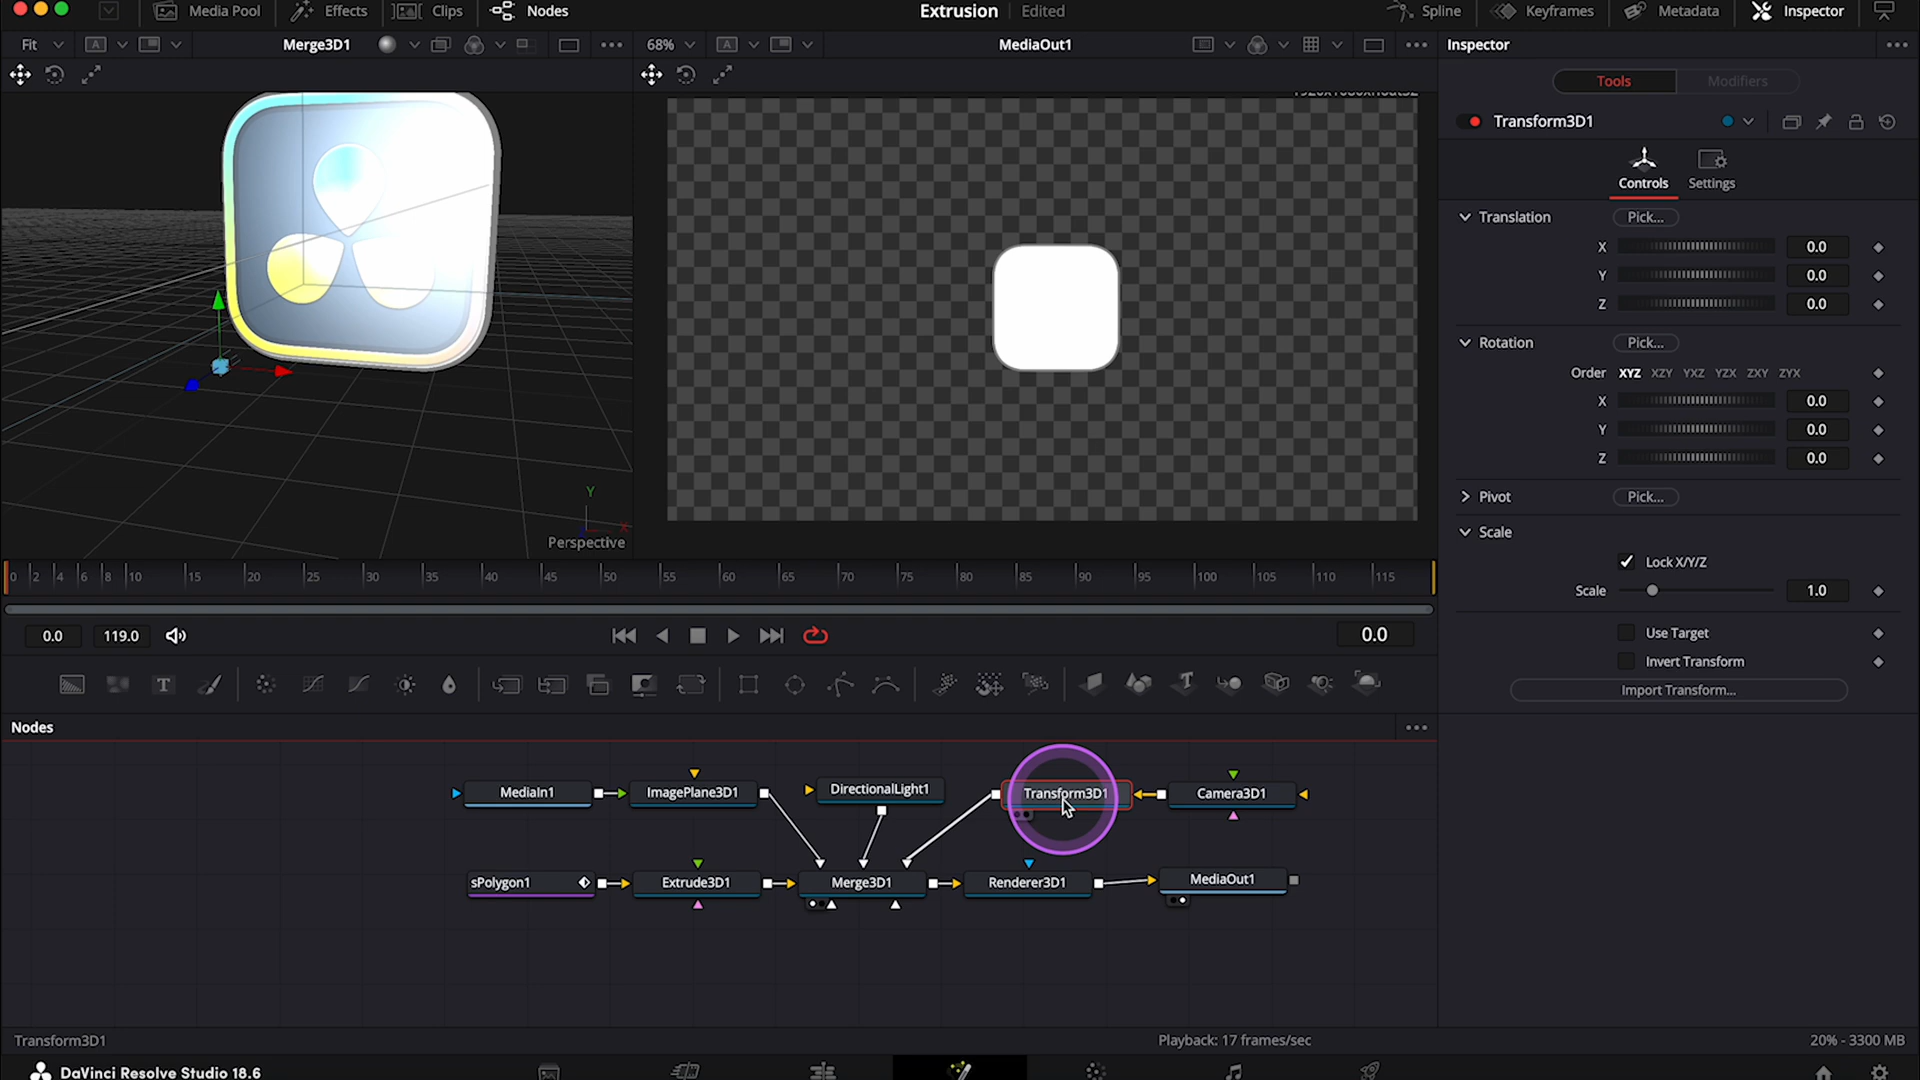 Media Pool
Effects
Clips
Nodes
Extrusion
Edited
Spline
Keyframes
Metadata
Inspector
Fit
A
Merge3D1
68%
A
MediaOut1
Inspector
Tools
Modifiers
Transform3D1
Controls
Settings
Translation
Pick...
X
0.0
Y
0.0
Z
0.0
Rotation
Pick...
Order
XYZ
XZY
YXZ
YZX
ZXY
ZYX
X
0.0
Y
0.0
Z
0.0
Pivot
Pick...
Scale
Lock X/Y/Z
Scale
1.0
Use Target
Invert Transform
Import Transform...
Y
X
Perspective
0 2 4 6 8 10 15 20 25 30 35 40 45 50 55 60 65 70 75 80 85 90 95 100 105 110 115
0.0
119.0
0.0
Nodes
MediaIn1
ImagePlane3D1
DirectionalLight1
Transform3D1
Camera3D1
sPolygon1
Extrude3D1
Merge3D1
Renderer3D1
MediaOut1
Transform3D1
Playback: 17 frames/sec
20% - 3300 MB
DaVinci Resolve Studio 18.6